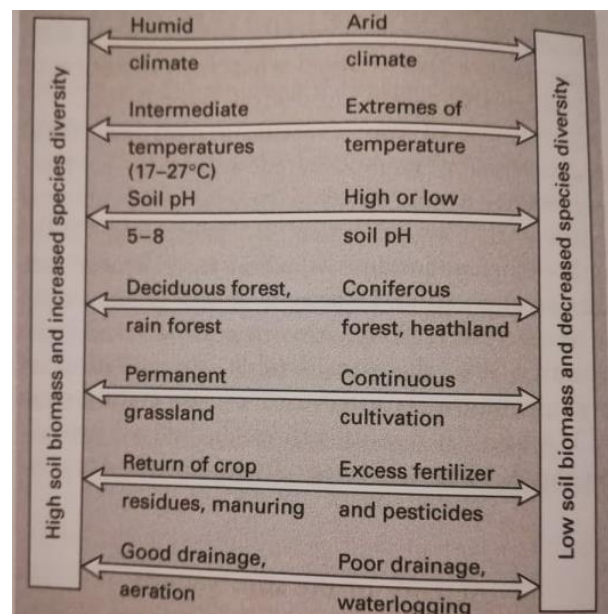 High soil biomass and increased species diversity
Humid
climate
Arid
climate
Intermediate
temperatures
(17–27°C)
Extremes of
temperature
Soil pH
5–8
High or low
soil pH
Deciduous forest,
rain forest
Coniferous
forest, heathland
Permanent
grassland
Continuous
cultivation
Return of crop
residues, manuring
Excess fertilizer
and pesticides
Good drainage,
aeration
Poor drainage,
waterlogging
Low soil biomass and decreased species diversity